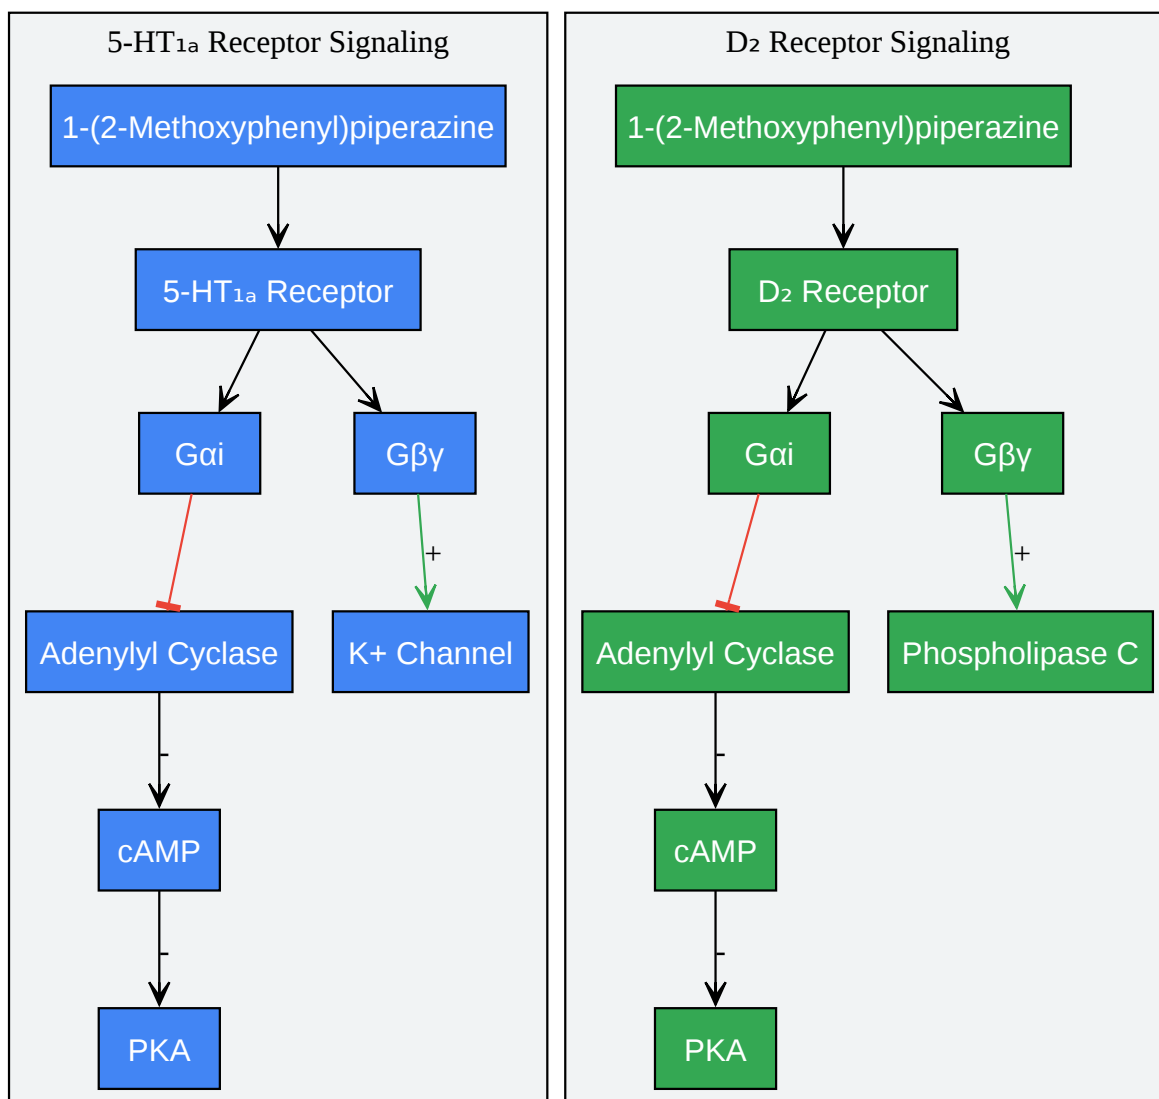 5-HT₁ₐ Receptor Signaling
1-(2-Methoxyphenyl)piperazine
5-HT₁ₐ Receptor
Gαi
Gβγ
+
Adenylyl Cyclase
K+ Channel
-
cAMP
-
PKA
D₂ Receptor Signaling
1-(2-Methoxyphenyl)piperazine
D₂ Receptor
Gαi
Gβγ
+
Adenylyl Cyclase
Phospholipase C
-
cAMP
-
PKA